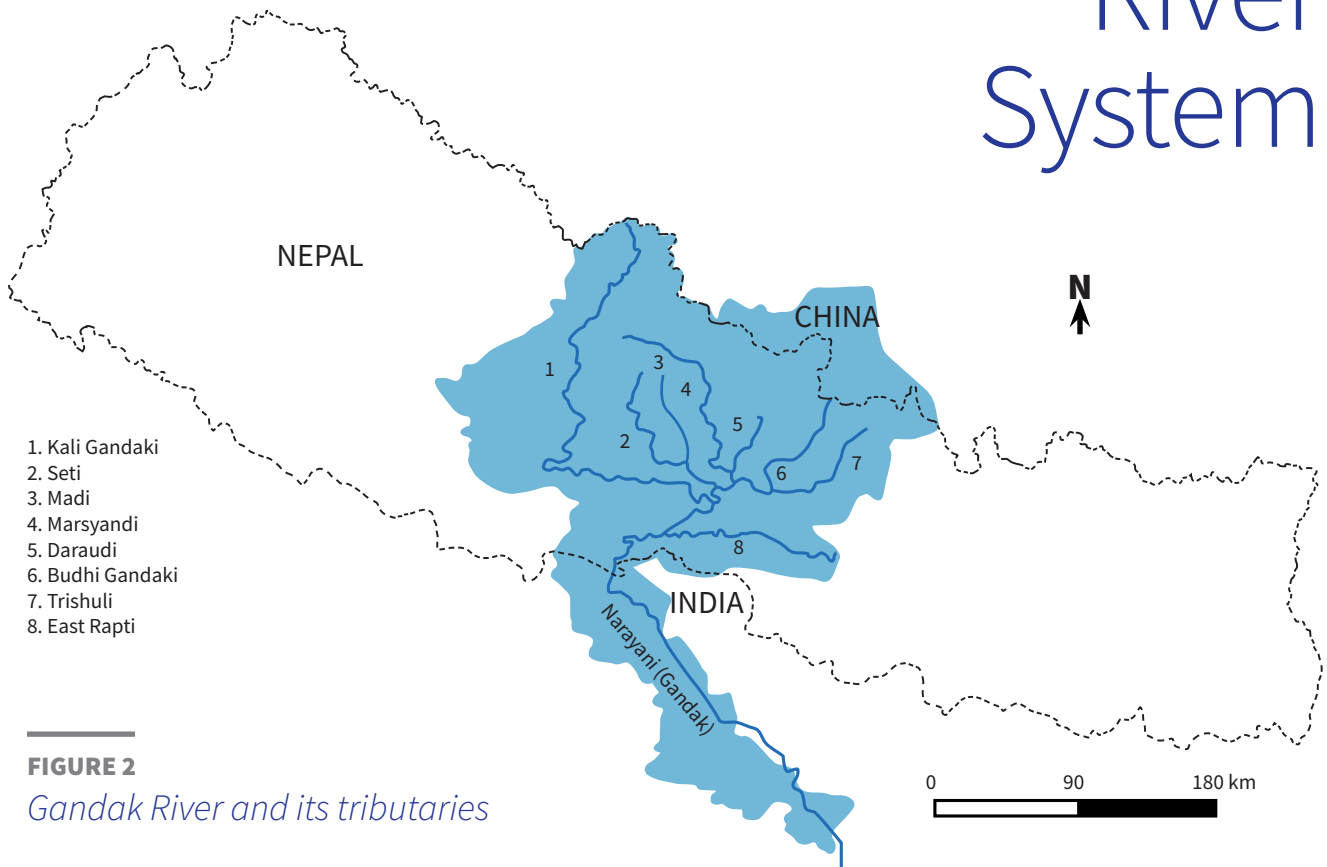 River
System
NEPAL
CHINA
N
1
2
3
4
5
6
7
8
INDIA
Narayani (Gandak)
1. Kali Gandaki
2. Seti
3. Madi
4. Marsyandi
5. Daraudi
6. Budhi Gandaki
7. Trishuli
8. East Rapti
FIGURE 2
Gandak River and its tributaries
0 90 180 km